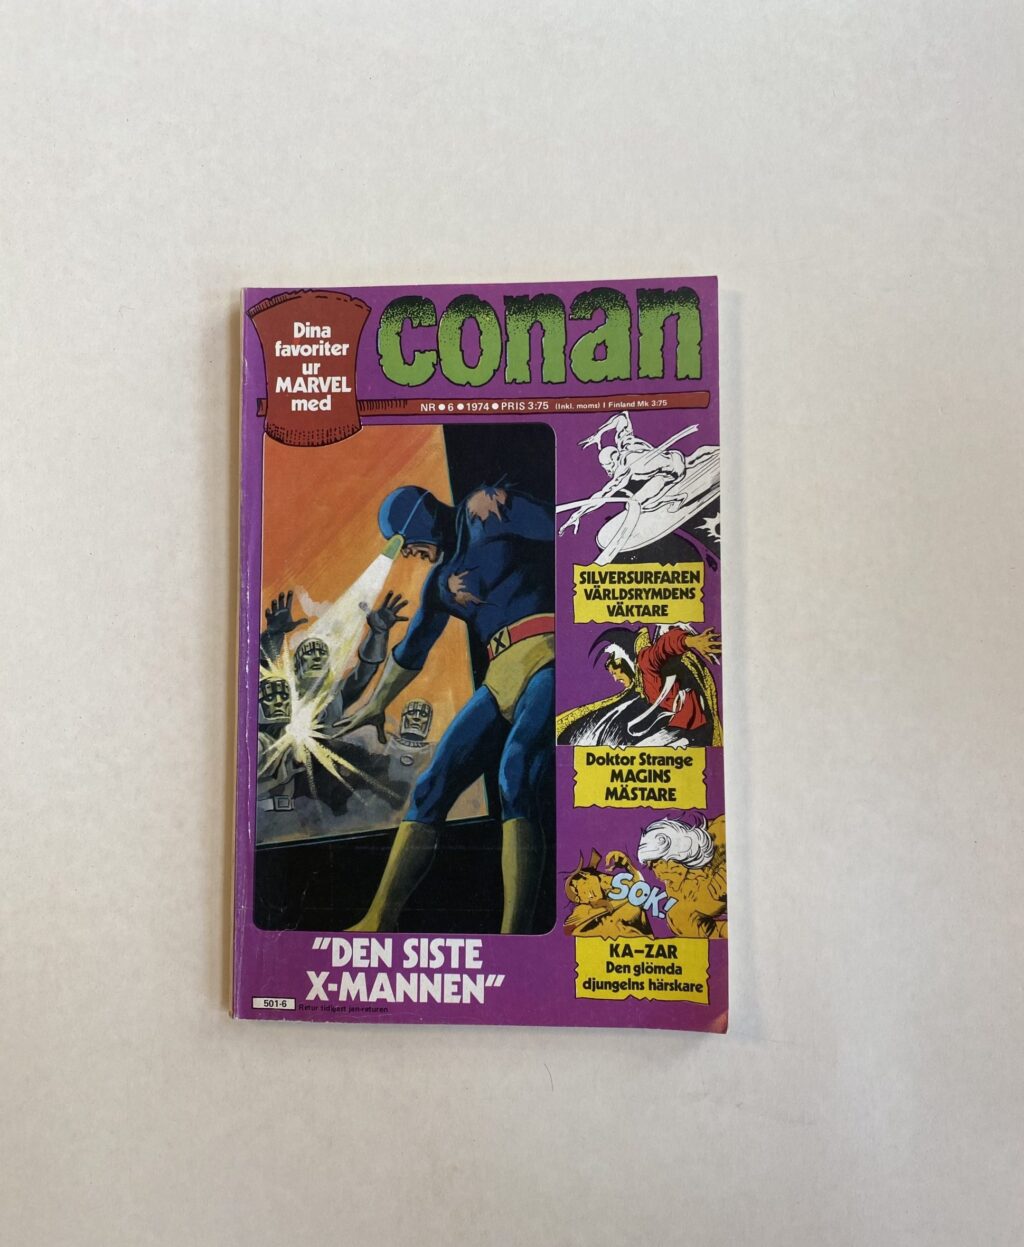 Dina
favoriter
ur
MARVEL
med
conan
NR ● 6 ● 1974 ● PRIS 3:75 (Inkl. moms) I Finland Mk 3:75
SILVERSURFAREN
VÄRLDSRYMDENS
VÄKTARE
X
Doktor Strange
MAGINS
MÄSTARE
SOK!
KA–ZAR
Den glömda
djungelns härskare
"DEN SISTE
X-MANNEN"
501-6
Retur tidigast jan-returen